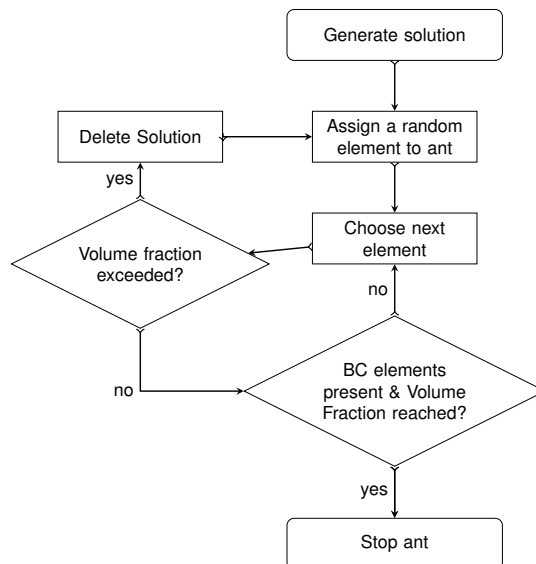 Generate solution
Delete Solution
Assign a random
element to ant
yes
Choose next
element
Volume fraction
exceeded?
no
BC elements
present & Volume
Fraction reached?
no
yes
Stop ant